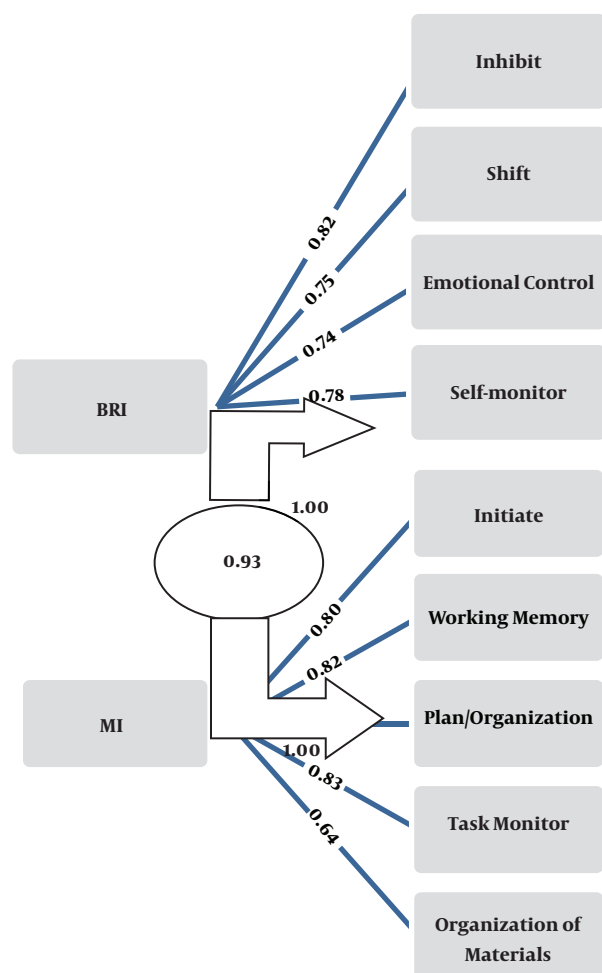 Inhibit
0.82
Shift
0.75
Emotional Control
0.74
BRI
0.78
Self-monitor
1.00
Initiate
0.93
0.80
Working Memory
0.82
MI
Plan/Organization
1.00
0.83
Task Monitor
0.64
Organization of
Materials